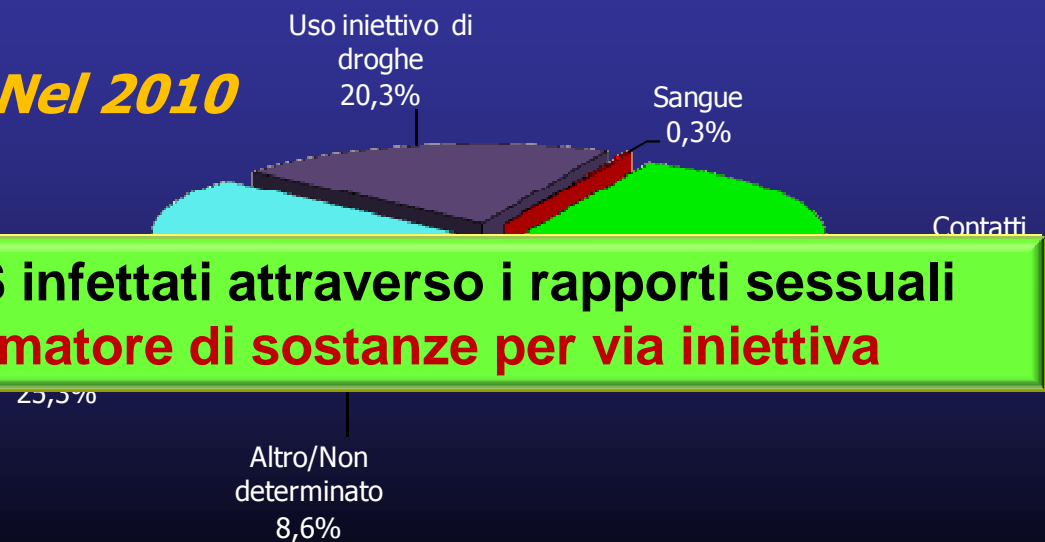 Uso iniettivo di
droghe
20,3%
Nel 2010
Sangue
0,3%
Contatti
infettati attraverso i rapporti sessuali
di sostanze per via iniettiva
Altro/Non
determinato
8,6%